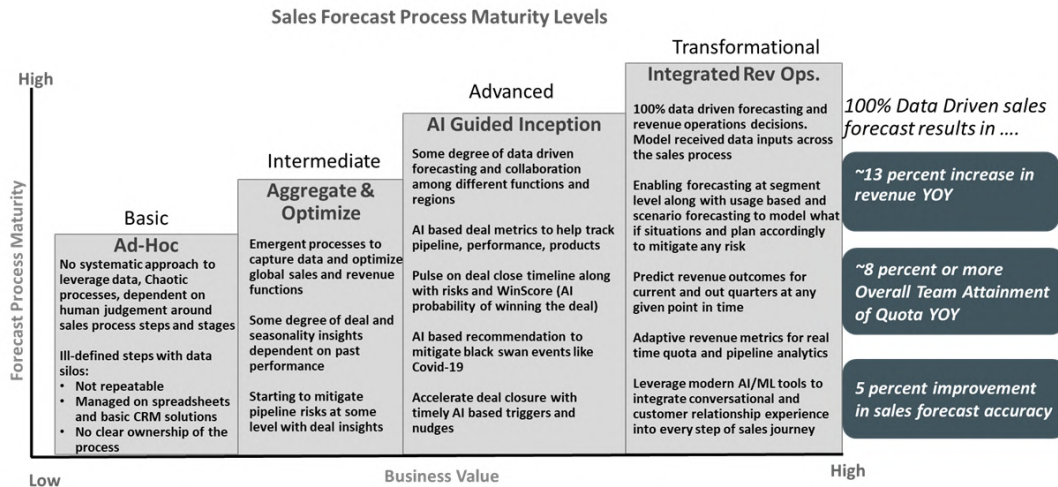 Sales Forecast Process Maturity Levels
High
Forecast Process Maturity
Low
Business Value
High
Basic
Ad-Hoc
No systematic approach to
leverage data, Chaotic
processes, dependent on
human judgement around
sales process steps and stages
Ill-defined steps with data
silos:
• Not repeatable
• Managed on spreadsheets
and basic CRM solutions
• No clear ownership of the
process
Intermediate
Aggregate &
Optimize
Emergent processes to
capture data and optimize
global sales and revenue
functions
Some degree of deal and
seasonality insights
dependent on past
performance
Starting to mitigate
pipeline risks at some
level with deal insights
Advanced
AI Guided Inception
Some degree of data driven
forecasting and collaboration
among different functions and
regions
AI based deal metrics to help track
pipeline, performance, products
Pulse on deal close timeline along
with risks and WinScore (AI
probability of winning the deal)
AI based recommendation to
mitigate black swan events like
Covid-19
Accelerate deal closure with
timely AI based triggers and
nudges
Transformational
Integrated Rev Ops.
100% data driven forecasting and
revenue operations decisions.
Model received data inputs across
the sales process
Enabling forecasting at segment
level along with usage based and
scenario forecasting to model what
if situations and plan accordingly
to mitigate any risk
Predict revenue outcomes for
current and out quarters at any
given point in time
Adaptive revenue metrics for real
time quota and pipeline analytics
Leverage modern AI/ML tools to
integrate conversational and
customer relationship experience
into every step of sales journey
100% Data Driven sales
forecast results in ....
~13 percent increase in
revenue YOY
~8 percent or more
Overall Team Attainment
of Quota YOY
5 percent improvement
in sales forecast accuracy